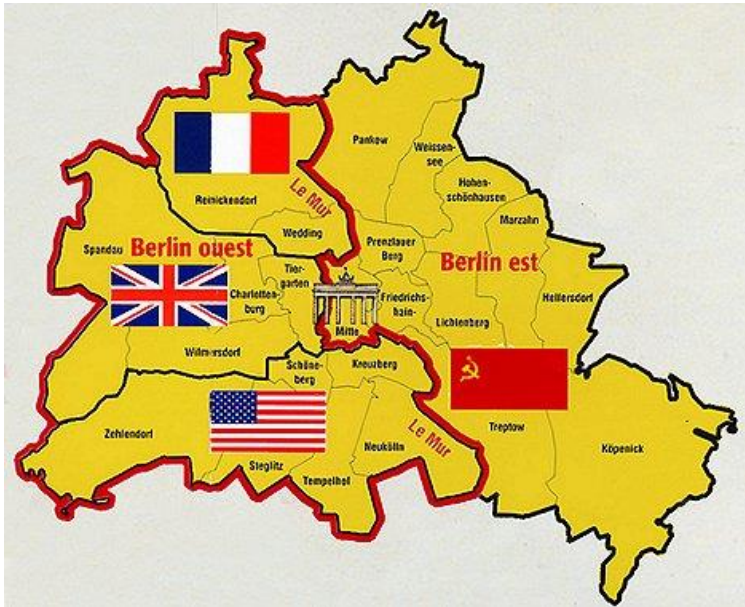 Pankow
Weissen-
see
Hohen-
schönhausen
Reinickendorf
Le Mur
Marzahn
Wedding
Spandau
Berlin ouest
Prenzlauer
Berg
Berlin est
Tier-
garten
Charlotten-
burg
Friedrichs-
hain
Hellersdorf
Lichtenberg
Mitte
Wilmersdorf
Schöne-
berg
Kreuzberg
Zehlendorf
Le Mur
Treptow
Neukölln
Köpenick
Steglitz
Tempelhof